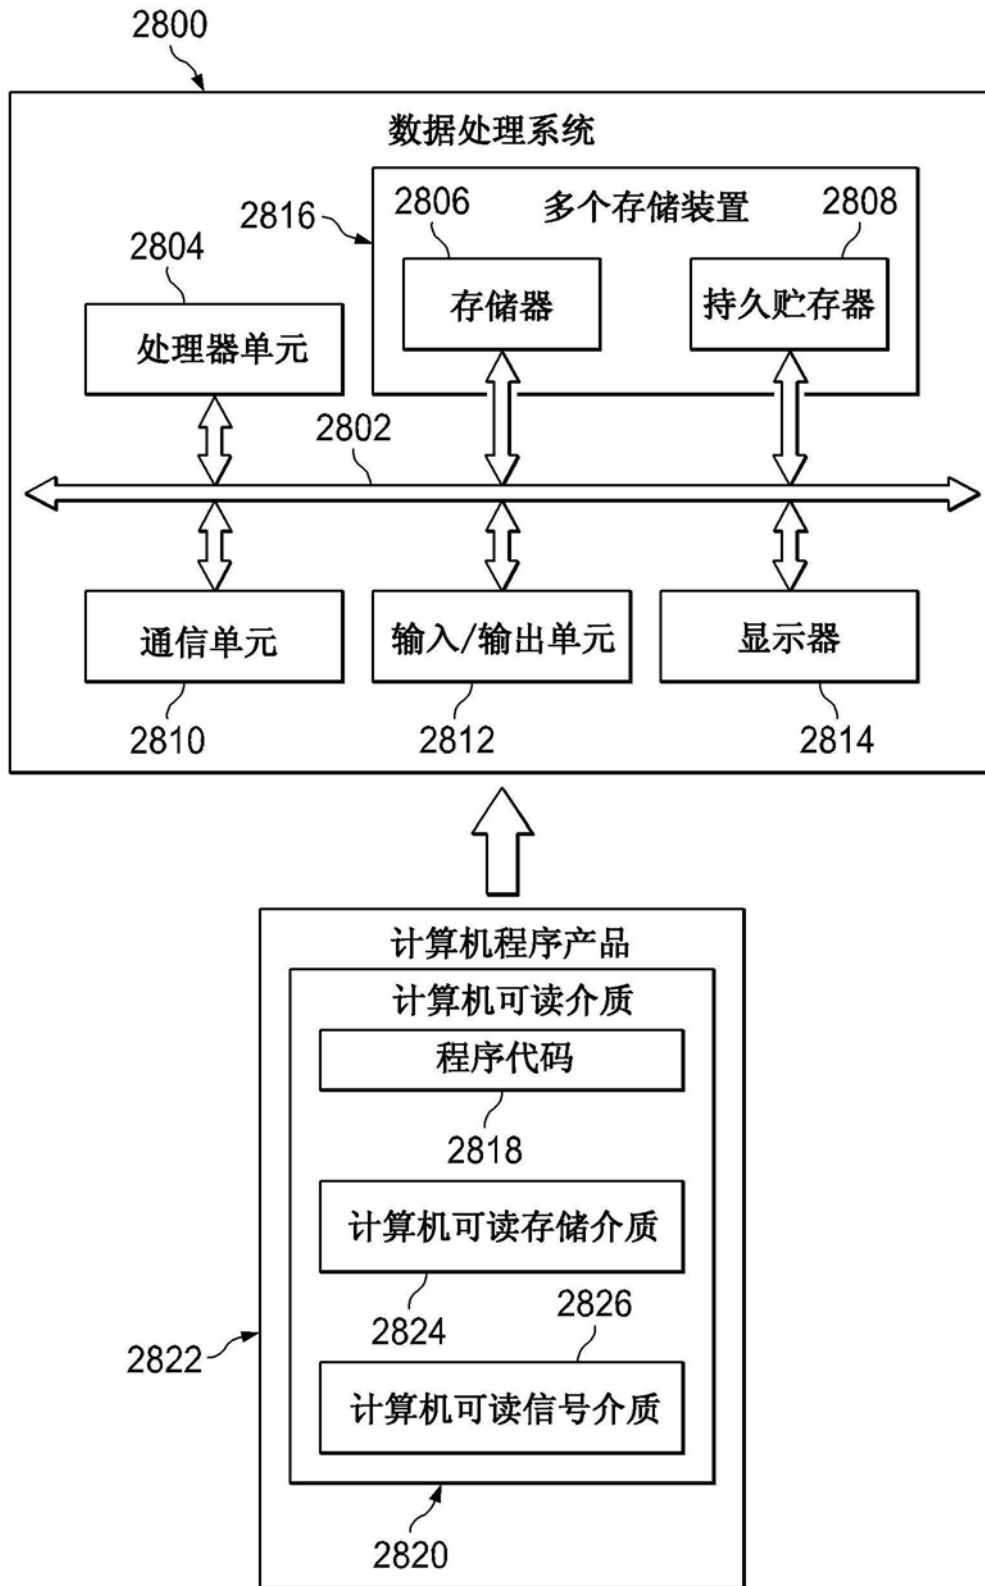 2800
数据处理系统
2816
2806
多个存储装置
2808
2804
存储器
持久贮存器
处理器单元
2802
通信单元
输入/输出单元
显示器
2810
2812
2814
计算机程序产品
计算机可读介质
程序代码
2818
计算机可读存储介质
2824
2826
2822
计算机可读信号介质
2820